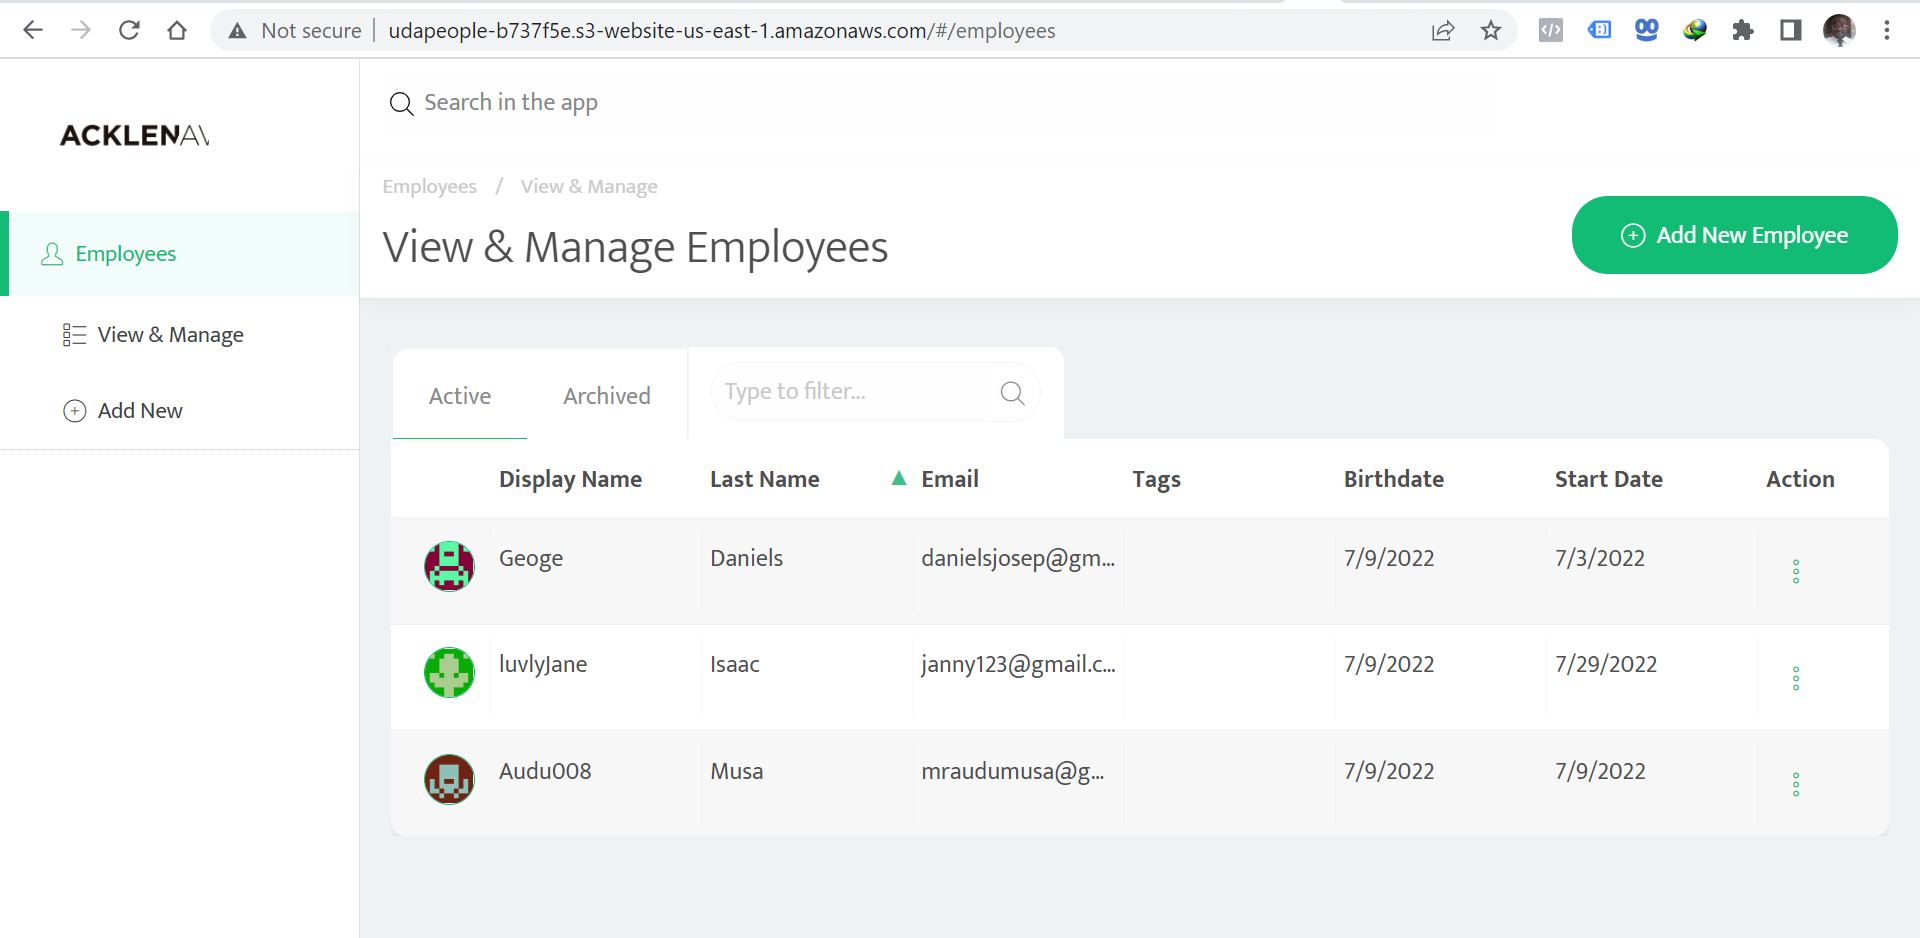 Not secure | udapeople-b737f5e.s3-website-us-east-1.amazonaws.com/#/employees
Search in the app
ACKLENAV
Employees / View & Manage
View & Manage Employees
Add New Employee
Employees
View & Manage
Add New
Active Archived Type to filter...
Display Name Last Name ▲ Email Tags Birthdate Start Date Action
Geoge Daniels danielsjosep@gm... 7/9/2022 7/3/2022
luvlyJane Isaac janny123@gmail.c... 7/9/2022 7/29/2022
Audu008 Musa mraudumusa@g... 7/9/2022 7/9/2022